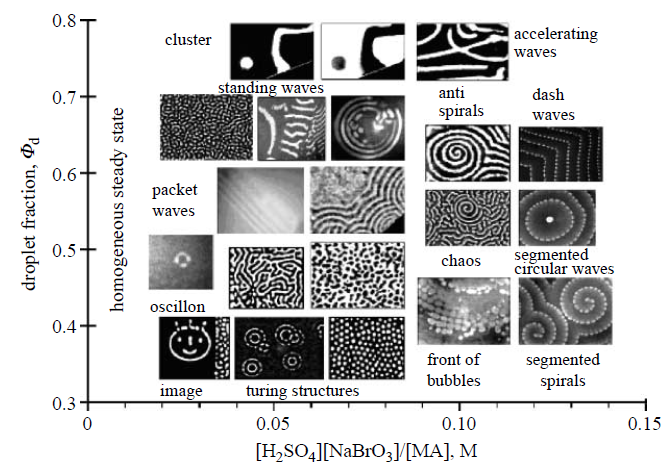 0.8
cluster
accelerating
waves
standing waves
0.7
anti
spirals
dash
waves
droplet fraction, Φd
homogeneous steady state
0.6
packet
waves
0.5
chaos
segmented
circular waves
oscillon
0.4
front of
bubbles
segmented
spirals
image
turing structures
0.3
0
0.05
0.10
0.15
[H₂SO₄][NaBrO₃]/[MA], M